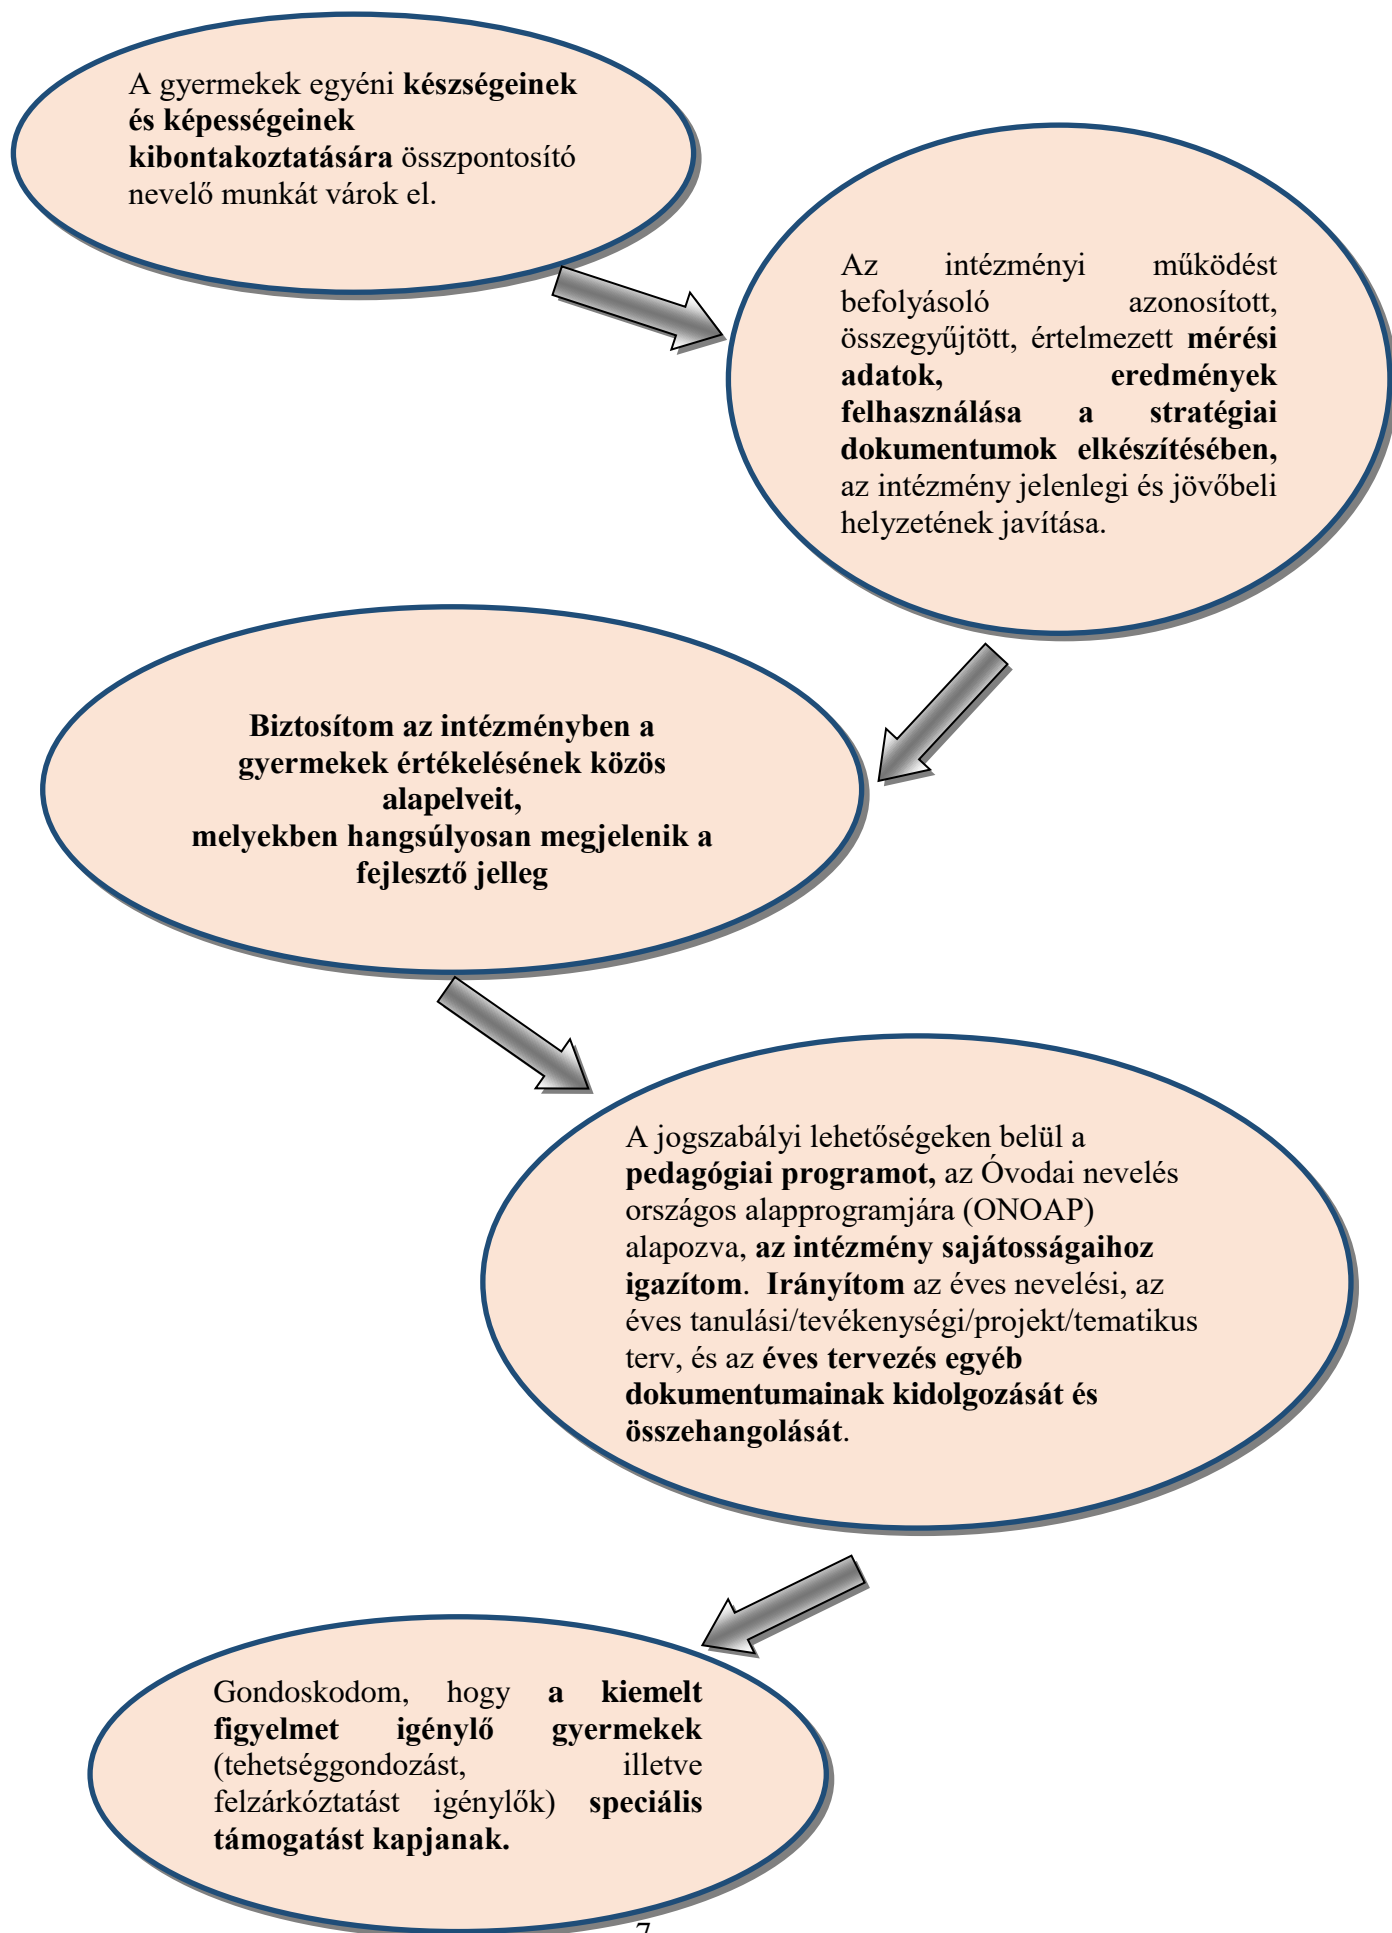 A gyermekek egyéni készségeinek
és képességeinek
kibontakoztatására összpontosító
nevelő munkát várok el.
Az intézményi működést
befolyásoló azonosított,
összegyűjtött, értelmezett mérési
adatok, eredmények
felhasználása a stratégiai
dokumentumok elkészítésében,
az intézmény jelenlegi és jövőbeli
helyzetének javítása.
Biztosítom az intézményben a
gyermekek értékelésének közös
alapelveit,
melyekben hangsúlyosan megjelenik a
fejlesztő jelleg
A jogszabályi lehetőségeken belül a
pedagógiai programot, az Óvodai nevelés
országos alapprogramjára (ONOAP)
alapozva, az intézmény sajátosságaihoz
igazítom. Irányítom az éves nevelési, az
éves tanulási/tevékenységi/projekt/tematikus
terv, és az éves tervezés egyéb
dokumentumainak kidolgozását és
összehangolását.
Gondoskodom, hogy a kiemelt
figyelmet igénylő gyermekek
(tehetséggondozást, illetve
felzárkóztatást igénylők) speciális
támogatást kapjanak.
7